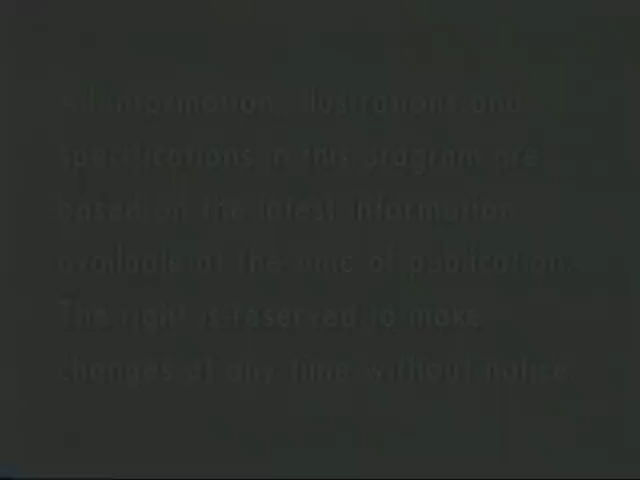 All information, illustrations and
specifications in this program are
based on the latest information
available at the time of publication.
The right is reserved to make
changes at any time without notice.